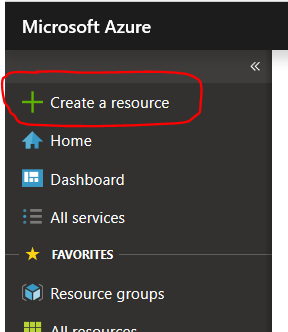 Microsoft Azure
«
Create a resource
Home
Dashboard
All services
FAVORITES
Resource groups
All resources